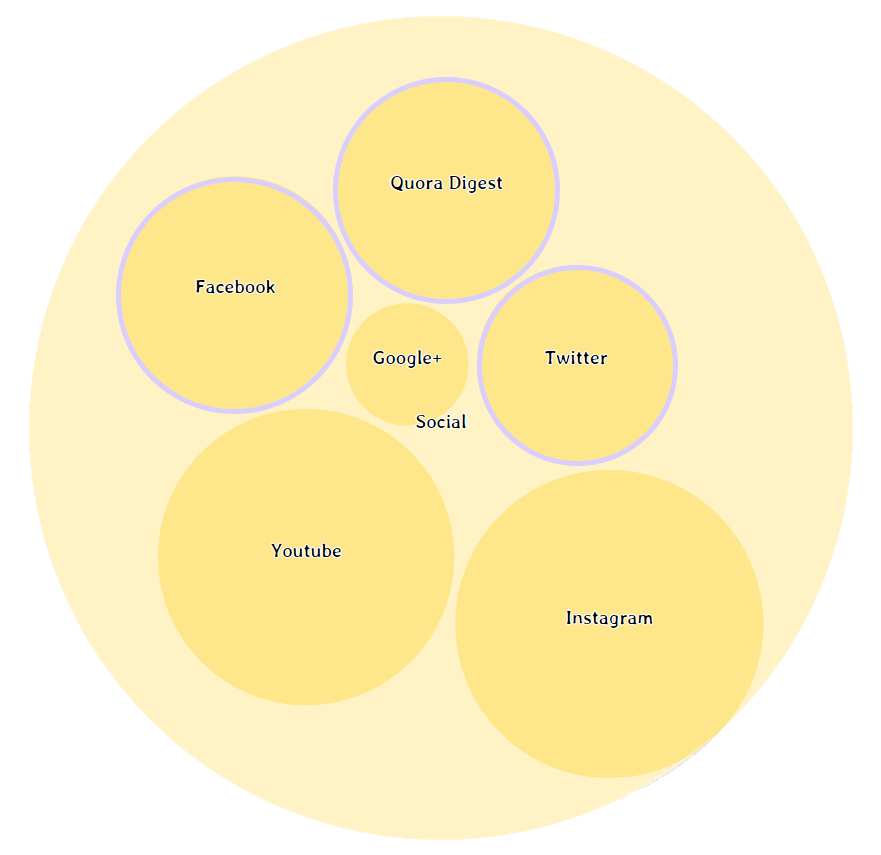 Quora Digest
Facebook
Google+
Twitter
Social
Youtube
Instagram